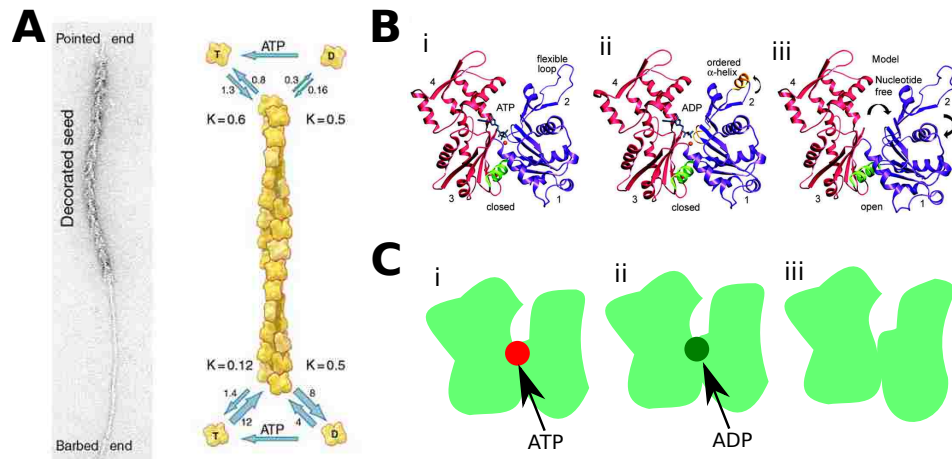 A
Pointed end
Decorated seed
Barbed end
T
ATP
D
1.3
0.8
0.3
0.16
K=0.6
K=0.5
K=0.12
K=0.5
1.4
12
8
4
T
ATP
D
B
i
4
flexible
loop
ATP
2
3
closed
1
ii
4
ordered
α-helix
ADP
2
3
closed
1
iii
4
Model
Nucleotide
free
2
3
open
1
C
i
ATP
ii
ADP
iii